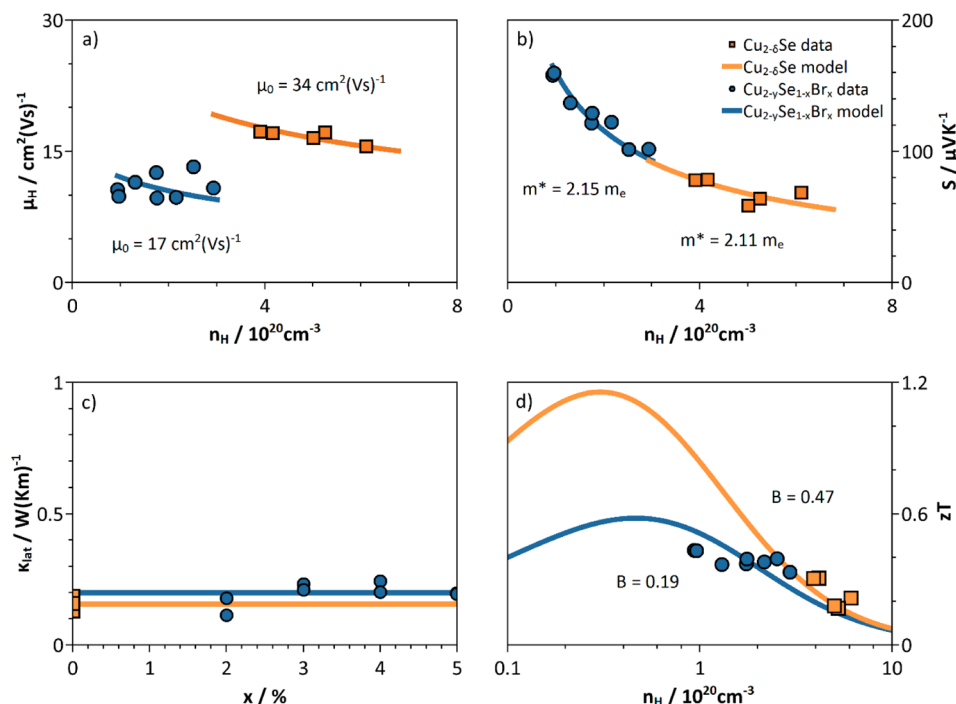 a)
30
15
0
μH / cm²(Vs)⁻¹
μ₀ = 34 cm²(Vs)⁻¹
μ₀ = 17 cm²(Vs)⁻¹
0 2 4 6 8
nH / 10²⁰cm⁻³
b)
Cu₂₋δSe data
Cu₂₋δSe model
Cu₂₋ySe₁₋ₓBrₓ data
Cu₂₋ySe₁₋ₓBrₓ model
m* = 2.15 mₑ
m* = 2.11 mₑ
200
100
0
S / μVK⁻¹
0 2 4 6 8
nH / 10²⁰cm⁻³
c)
1
0.5
0
κlat / W(Km)⁻¹
0 1 2 3 4 5
x / %
d)
B = 0.47
B = 0.19
1.2
0.6
0
zT
0.1 1 10
nH / 10²⁰cm⁻³